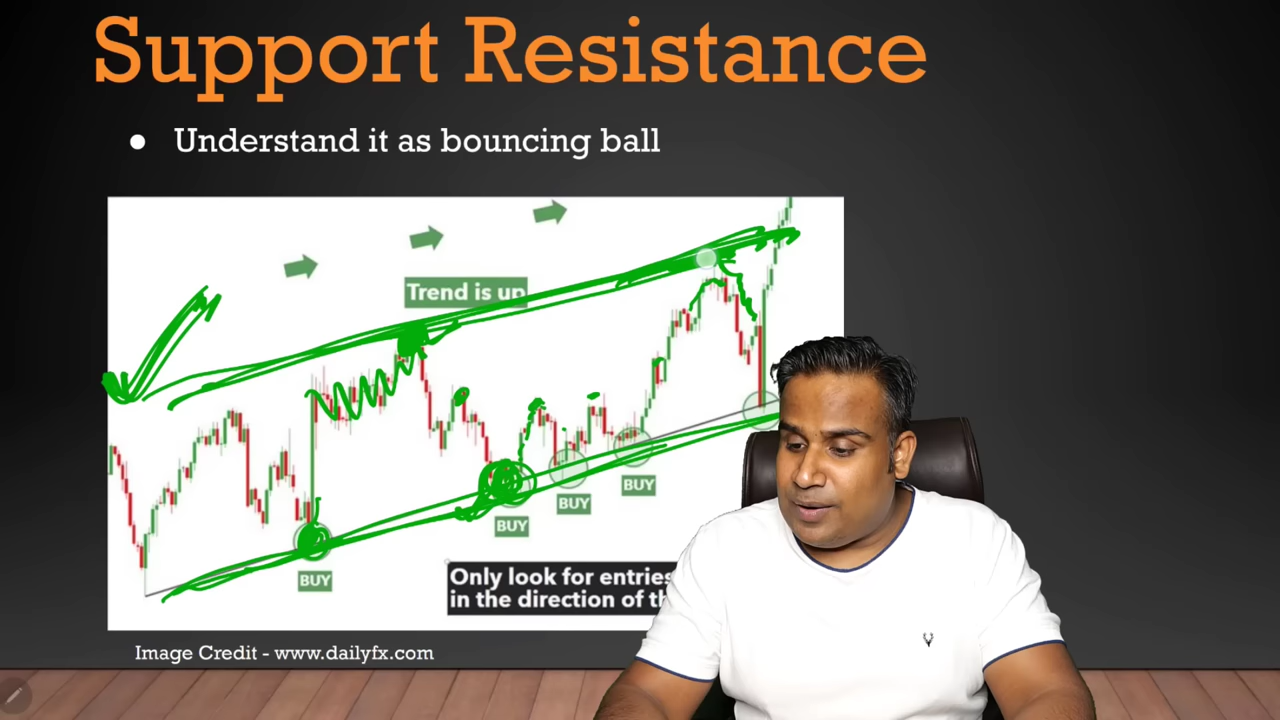 Support Resistance
● Understand it as bouncing ball
Trend is up
BUY
BUY
BUY
BUY
Only look for entries
in the direction of
Image Credit - www.dailyfx.com